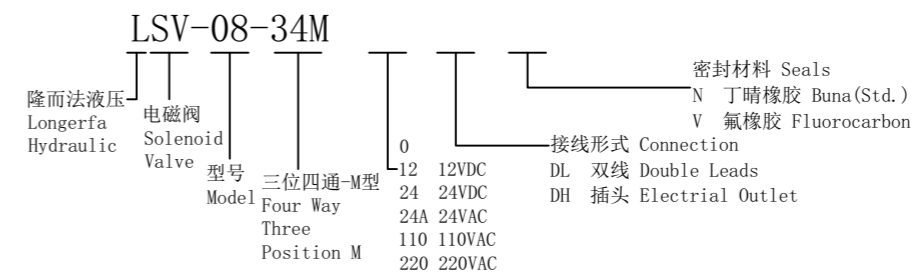 LSV-08-34M
隆而法液压
Longerfa
Hydraulic
电磁阀
Solenoid
Valve
型号
Model
三位四通-M型
Four Way
Three
Position M
0
12 12VDC
24 24VDC
24A 24VAC
110 110VAC
220 220VAC
接线形式 Connection
DL 双线 Double Leads
DH 插头 Electrial Outlet
密封材料 Seals
N 丁晴橡胶 Buna(Std.)
V 氟橡胶 Fluorocarbon